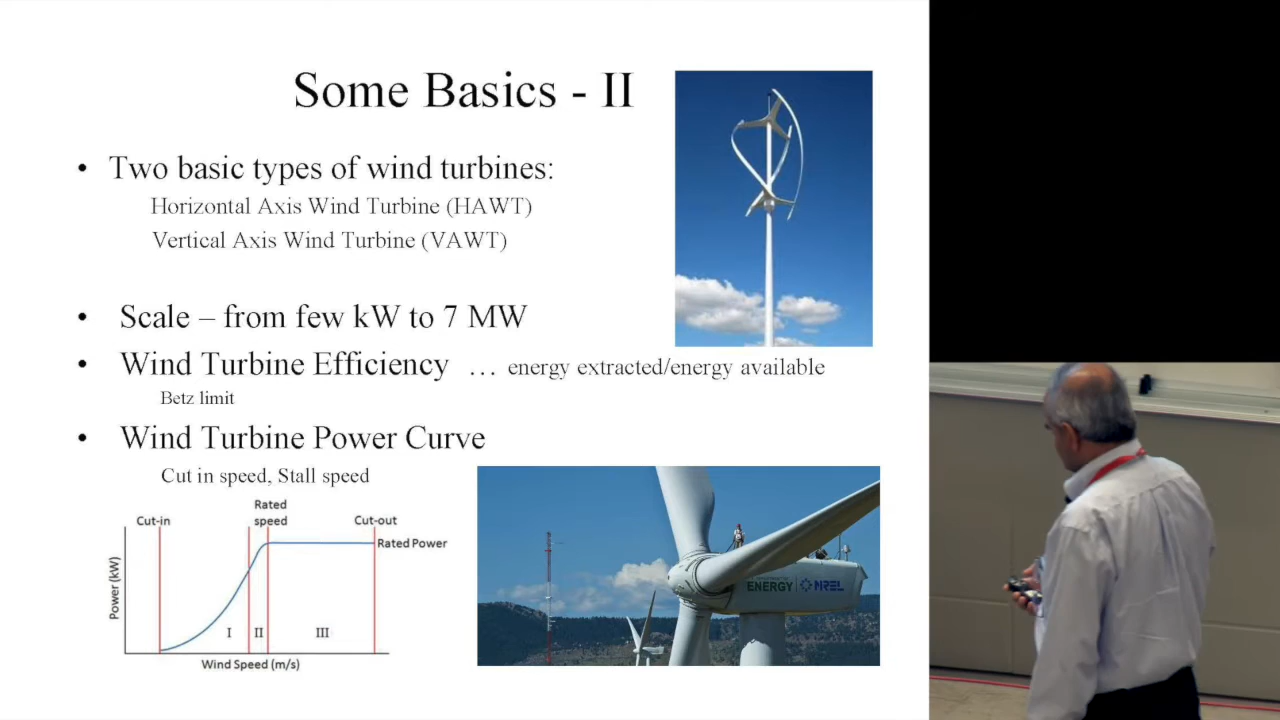 Some Basics - II
• Two basic types of wind turbines:
Horizontal Axis Wind Turbine (HAWT)
Vertical Axis Wind Turbine (VAWT)
• Scale – from few kW to 7 MW
• Wind Turbine Efficiency … energy extracted/energy available
Betz limit
• Wind Turbine Power Curve
Cut in speed, Stall speed
Rated
speed
Cut-in
Cut-out
Rated Power
Power (kW)
I
II
III
Wind Speed (m/s)
ENERGY
NREL